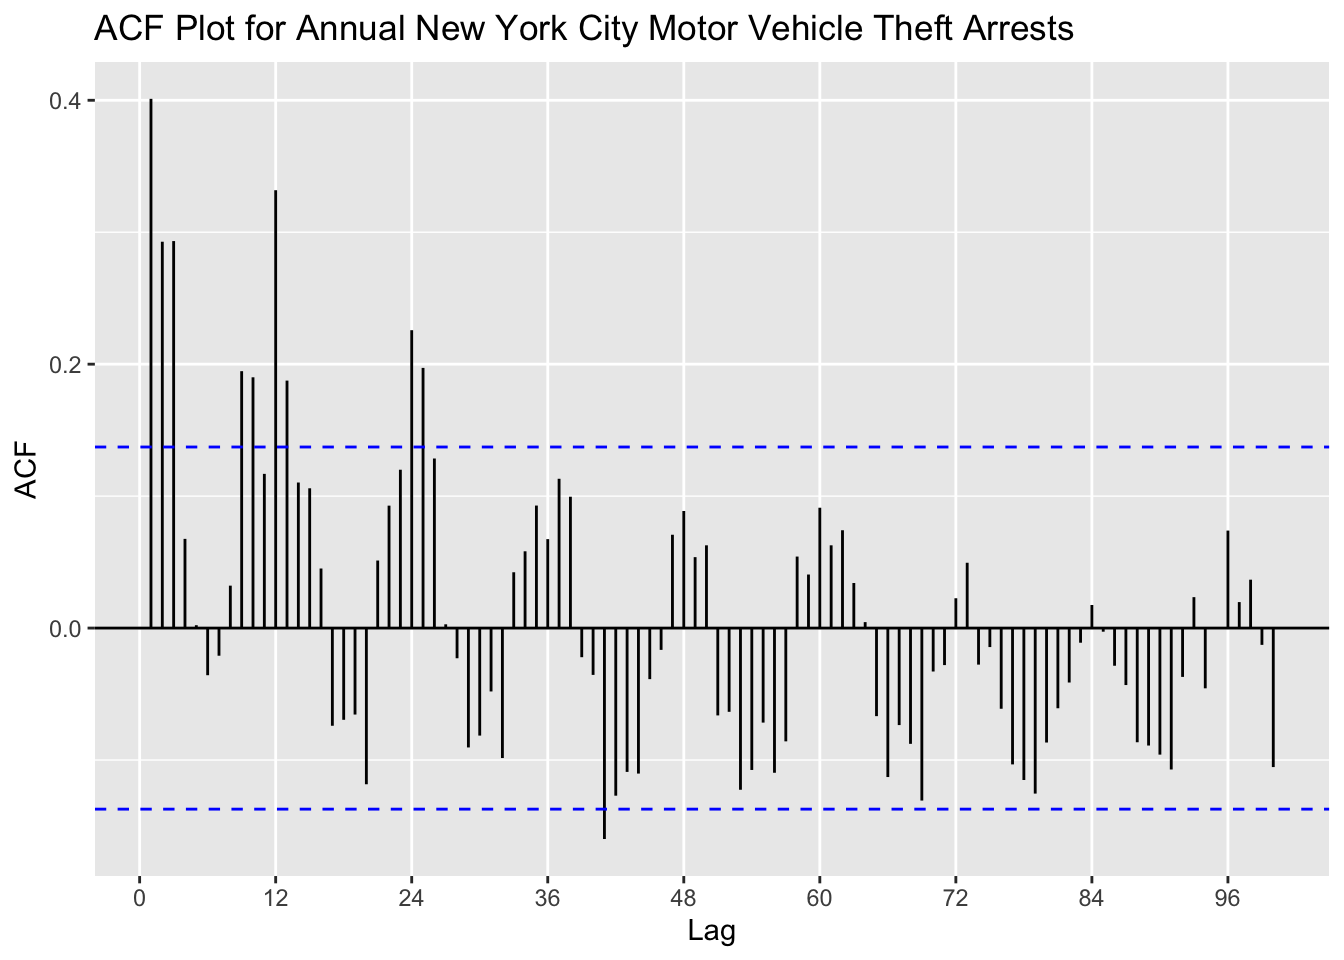 ACF Plot for Annual New York City Motor Vehicle Theft Arrests
0.4
0.2
0.0
ACF
0 12 24 36 48 60 72 84 96
Lag